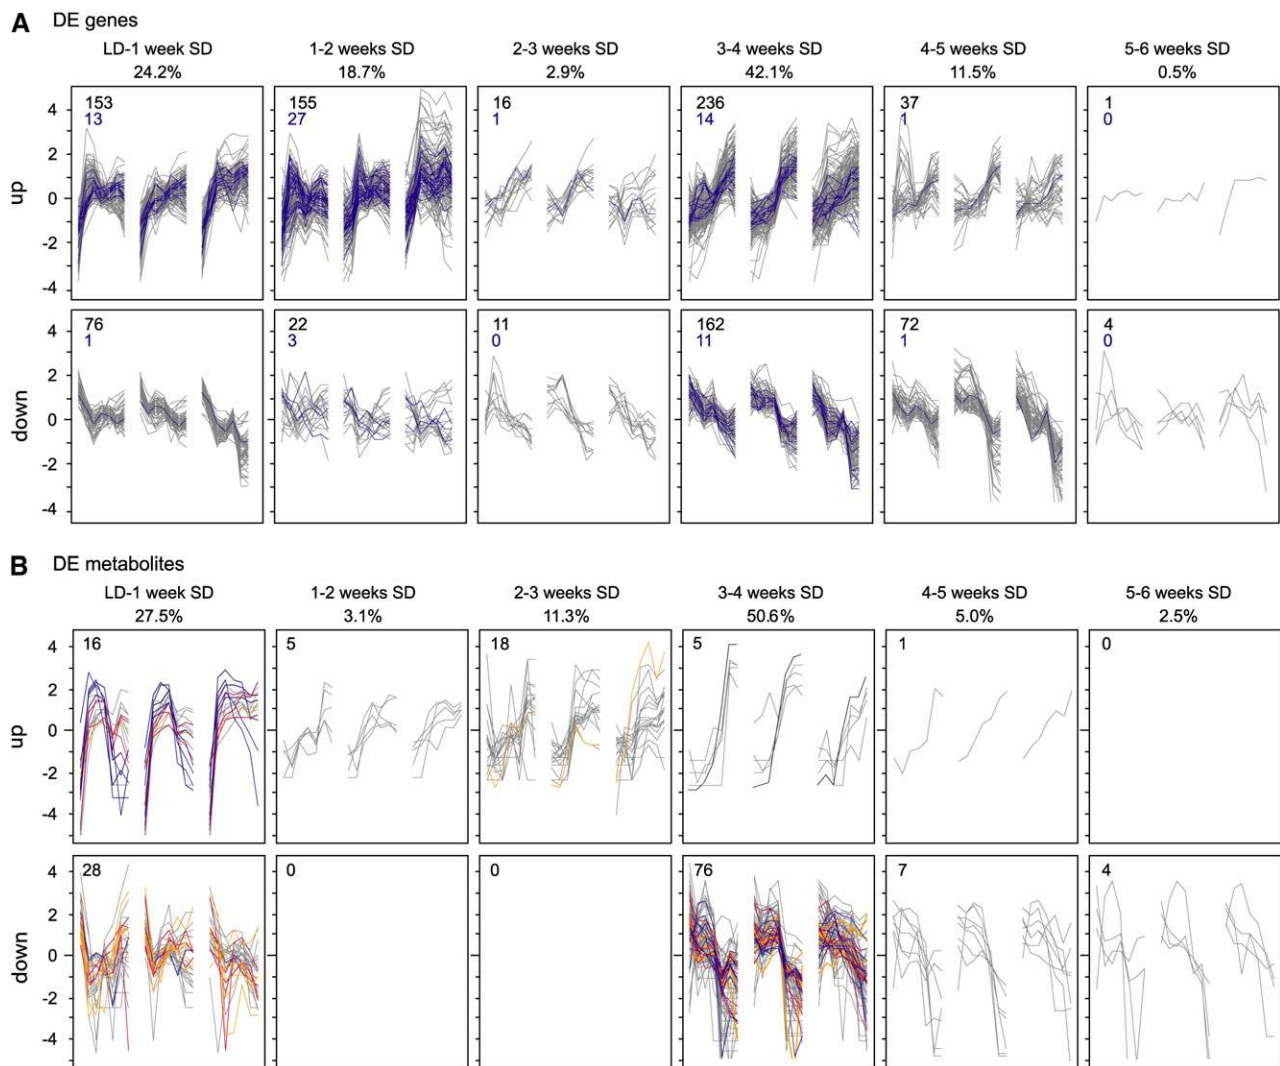 A DE genes
LD-1 week SD 1-2 weeks SD 2-3 weeks SD 3-4 weeks SD 4-5 weeks SD 5-6 weeks SD
24.2% 18.7% 2.9% 42.1% 11.5% 0.5%
153 155 16 236 37 1
13 27 1 14 1 0
4
2
0
-2
-4
up
76 22 11 162 72 4
1 3 0 11 1 0
4
2
0
-2
-4
down
B DE metabolites
LD-1 week SD 1-2 weeks SD 2-3 weeks SD 3-4 weeks SD 4-5 weeks SD 5-6 weeks SD
27.5% 3.1% 11.3% 50.6% 5.0% 2.5%
16 5 18 5 1 0
4
2
0
-2
-4
up
28 0 0 76 7 4
4
2
0
-2
-4
down